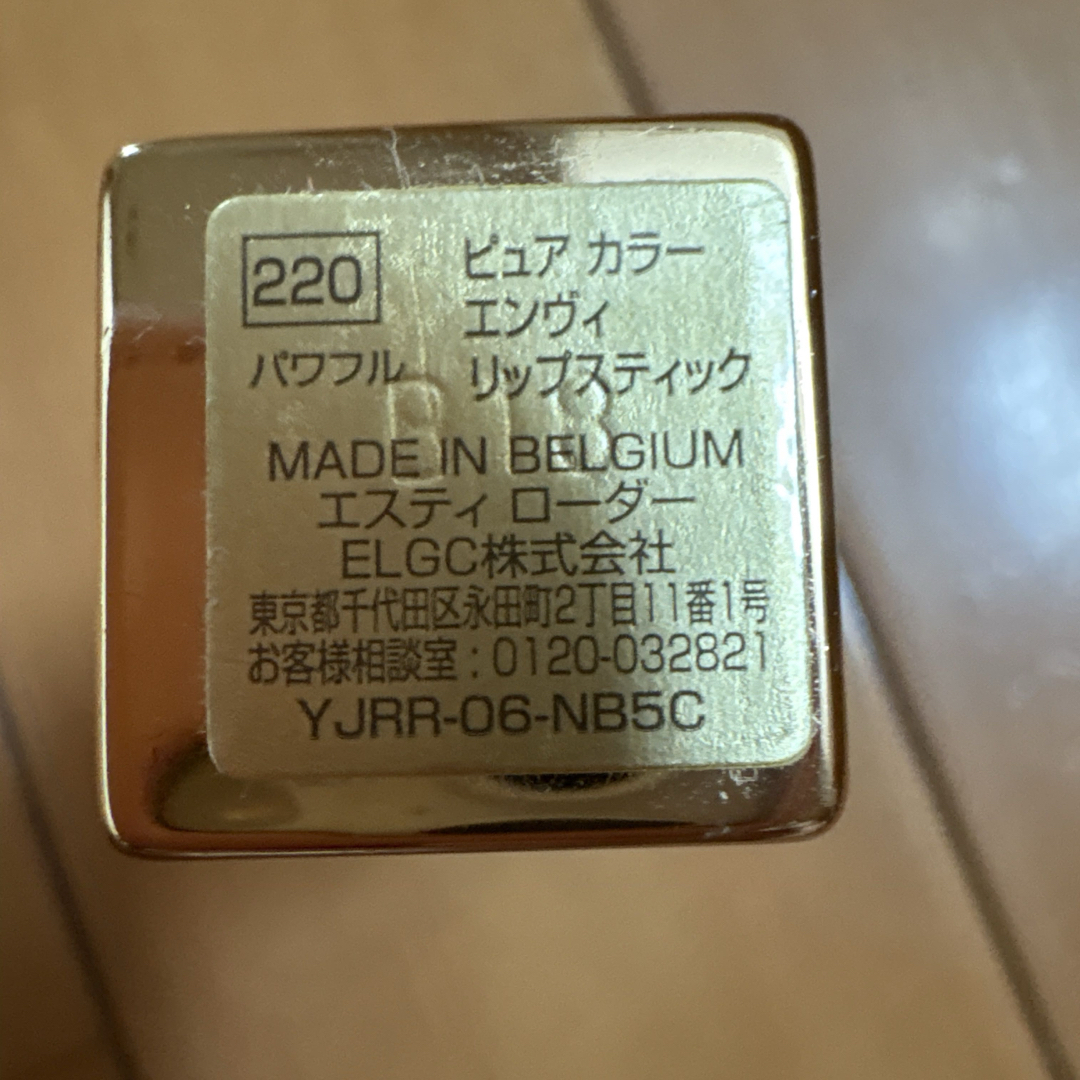 220
パワフル
ピュア カラー
エンヴィ
リップスティック
MADE IN BELGIUM
エスティ ローダー
ELGC株式会社
東京都千代田区永田町2丁目11番1号
お客様相談室：0120-032821
YJRR-06-NB5C